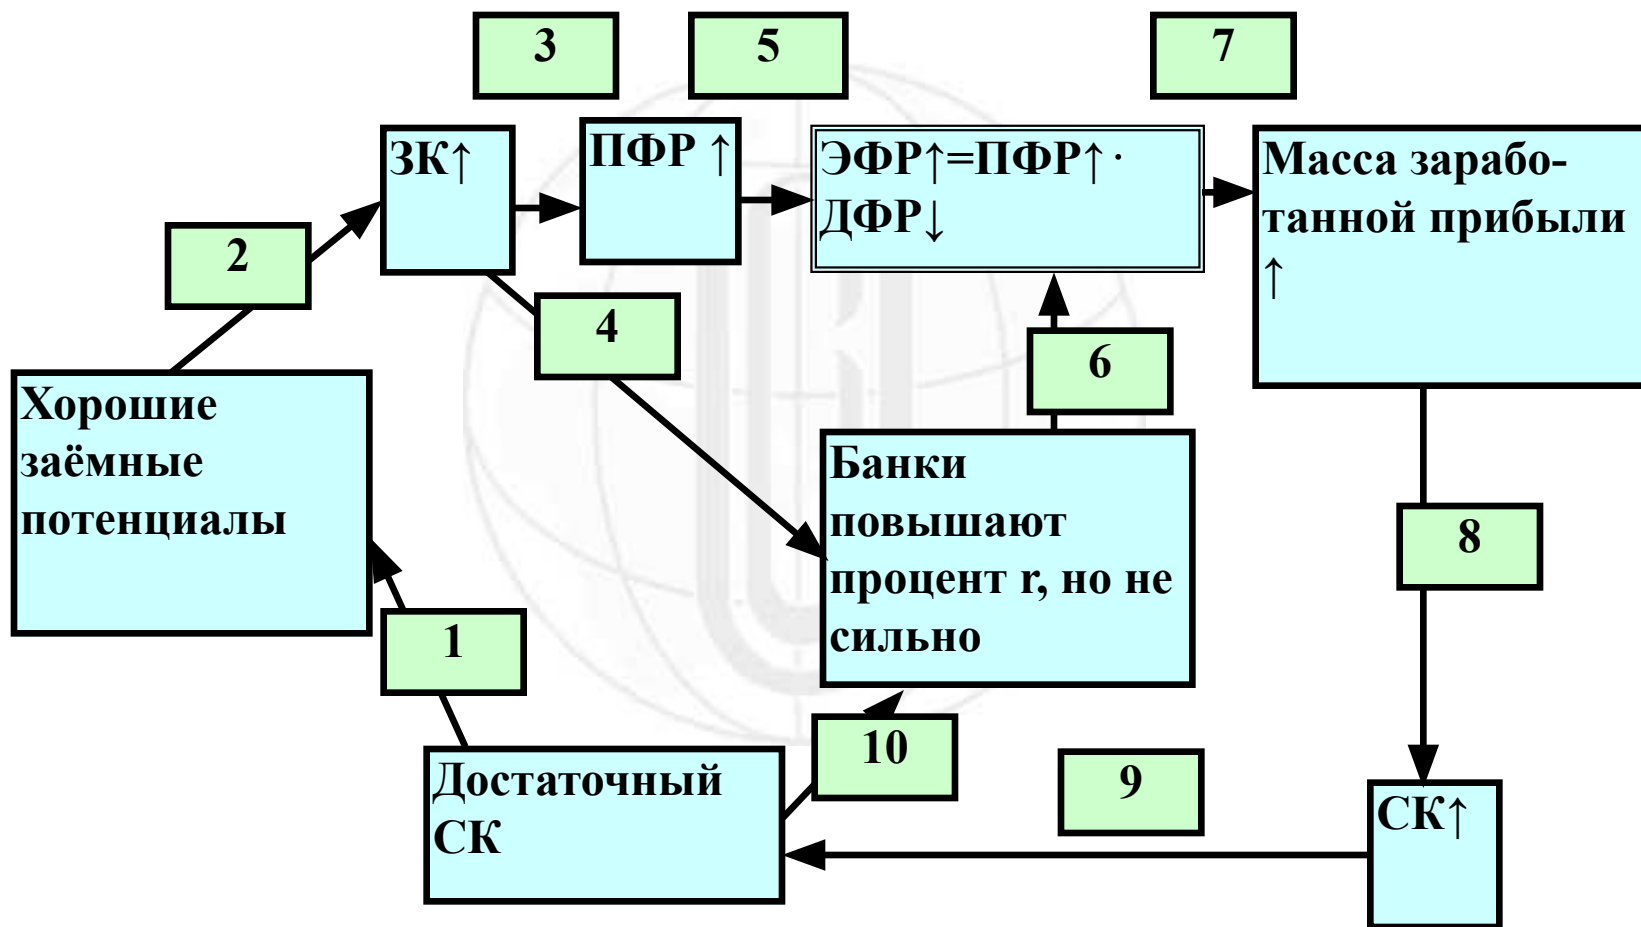 3
5
7
ЗК↑
ПФР ↑
ЭФР↑=ПФР↑ ·
ДФР↓
Масса зарабо-
танной прибыли
↑
2
4
6
Хорошие
заёмные
потенциалы
Банки
повышают
процент r, но не
сильно
8
1
10
9
Достаточный
СК
СК↑